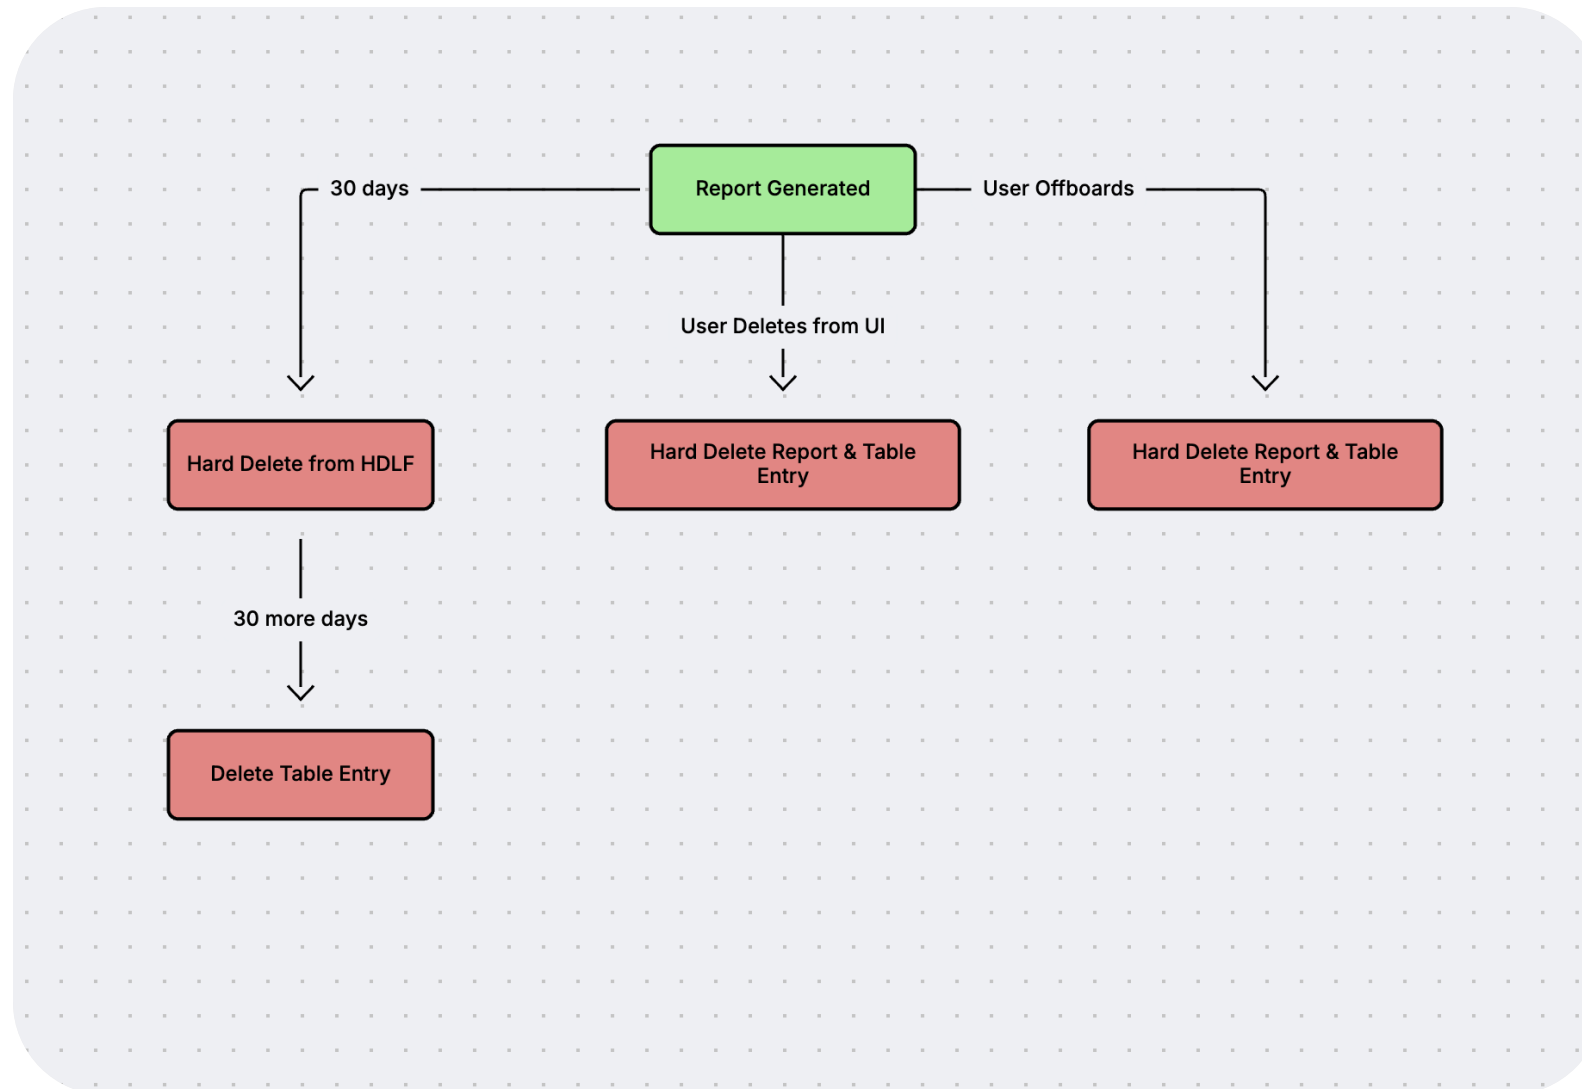 Report Generated
30 days
User Offboards
User Deletes from UI
Hard Delete from HDLF
Hard Delete Report & Table
Entry
Hard Delete Report & Table
Entry
30 more days
Delete Table Entry